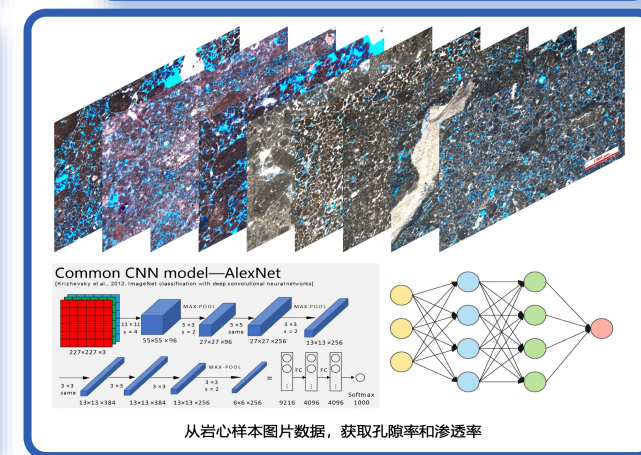 Common CNN model—AlexNet
[Krizhevsky et al., 2012. ImageNet classification with deep convolutional neural networks]
227×227×3
11×11
s = 4
55×55×96
MAX-POOL
3×3
s = 2
27×27×96
5×5
same
27×27×256
MAX-POOL
3×3
s = 2
13×13×256
3×3
same
13×13×384
3×3
13×13×384
3×3
13×13×256
MAX-POOL
3×3
s = 2
6×6×256
=
9216
FC
4096
FC
4096
Softmax
1000
从岩心样本图片数据，获取孔隙率和渗透率